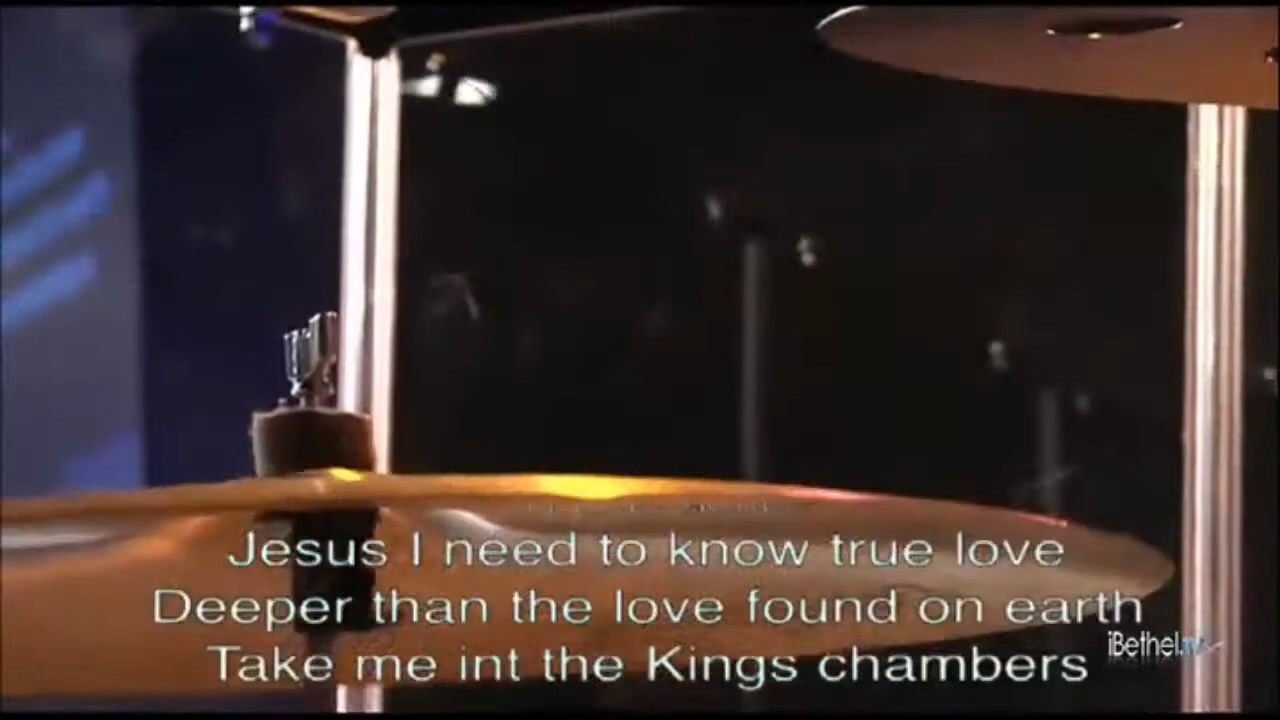 Jesus I need to know true love
Deeper than the love found on earth
Take me int the Kings chambers
iBethel.tv